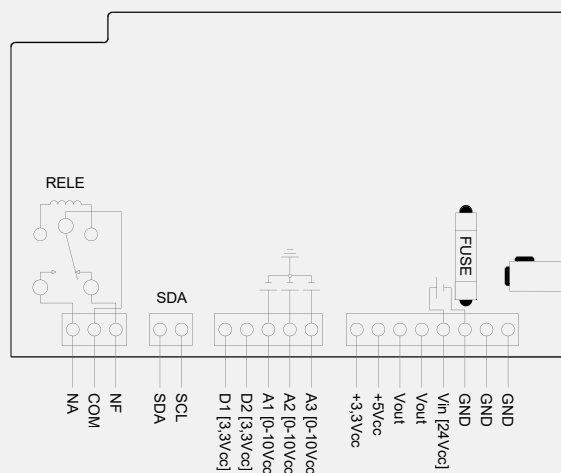 RELE
FUSE
SDA
NA
COM
NF
SDA
SCL
D1 [3,3Vcc]
D2 [3,3Vcc]
A1 [0-10Vcc
A2 [0-10Vcc
A3 [0-10Vcc
+3,3Vcc
+5Vcc
Vout
Vout
Vin [24Vcc]
GND
GND
GND